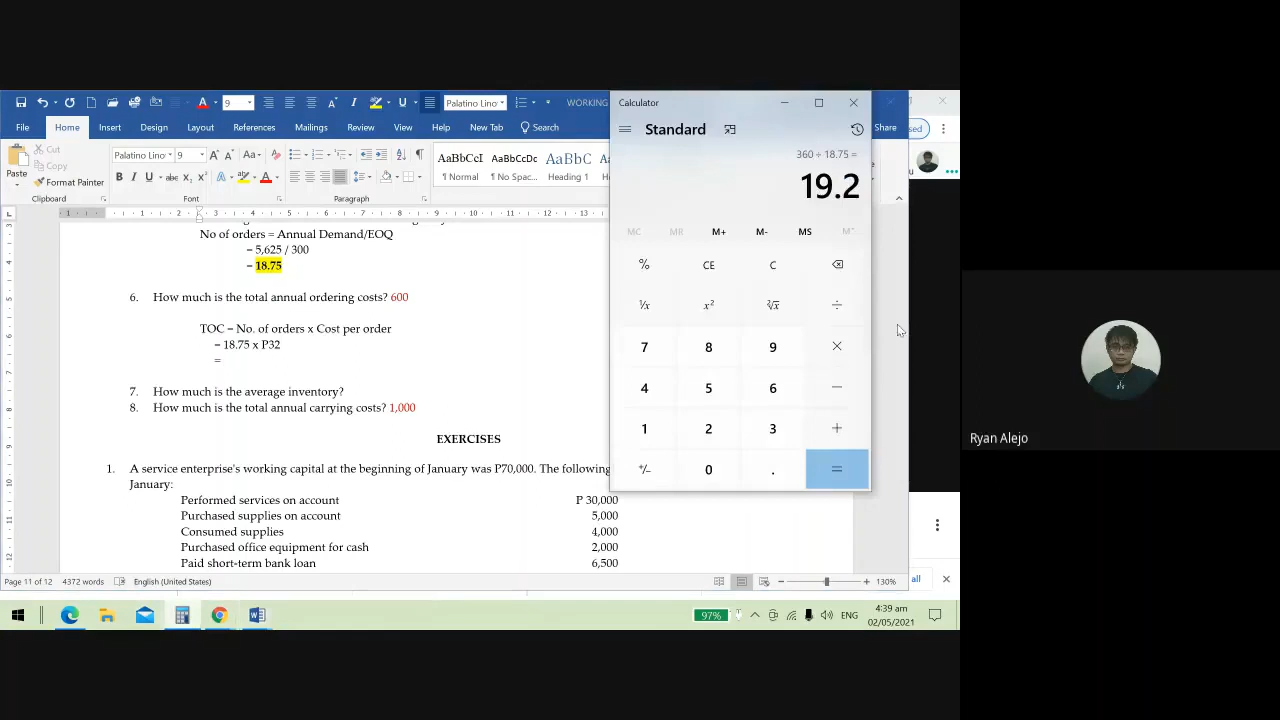 9
Palatino Lino
WORKING
Calculator
File
Home
Insert
Design
Layout
References
Mailings
Review
View
Help
New Tab
Search
Share
Standard
Cut
Copy
Format Painter
Paste
Palatino Lino
9
AaBbCcI
AaBbCcDc
AaBbC
¶ Normal
¶ No Spac...
Heading 1
Clipboard
Font
Paragraph
360 ÷ 18.75 =
19.2
MC MR M+ M- MS
% CE C
¹/x x² ²√x ÷
7 8 9 ×
4 5 6 −
1 2 3 +
+/− 0 . =
No of orders = Annual Demand/EOQ
= 5,625 / 300
= 18.75
6. How much is the total annual ordering costs? 600
TOC = No. of orders x Cost per order
= 18.75 x P32
=
7. How much is the average inventory?
8. How much is the total annual carrying costs? 1,000
EXERCISES
1. A service enterprise's working capital at the beginning of January was P70,000. The following
January:
Performed services on account P 30,000
Purchased supplies on account 5,000
Consumed supplies 4,000
Purchased office equipment for cash 2,000
Paid short-term bank loan 6,500
Page 11 of 12 4372 words English (United States) 130%
all
97%
ENG
4:39 am
02/05/2021
Ryan Alejo